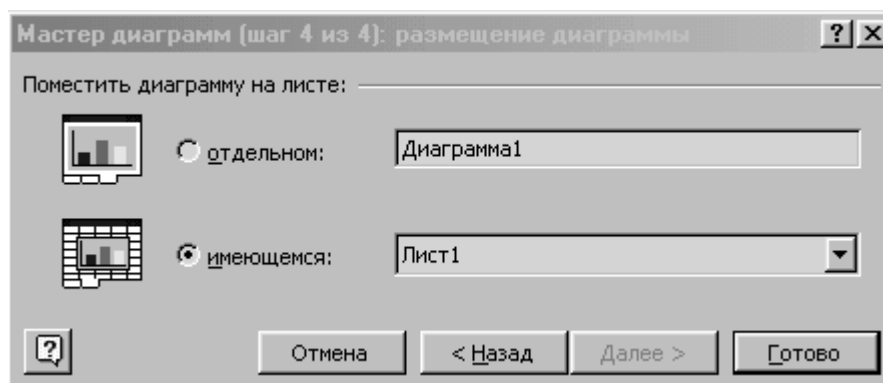 Мастер диаграмм (шаг 4 из 4): размещение диаграммы
Поместить диаграмму на листе:
отдельном: Диаграмма1
имеющемся: Лист1
Отмена < Назад Далее > Готово